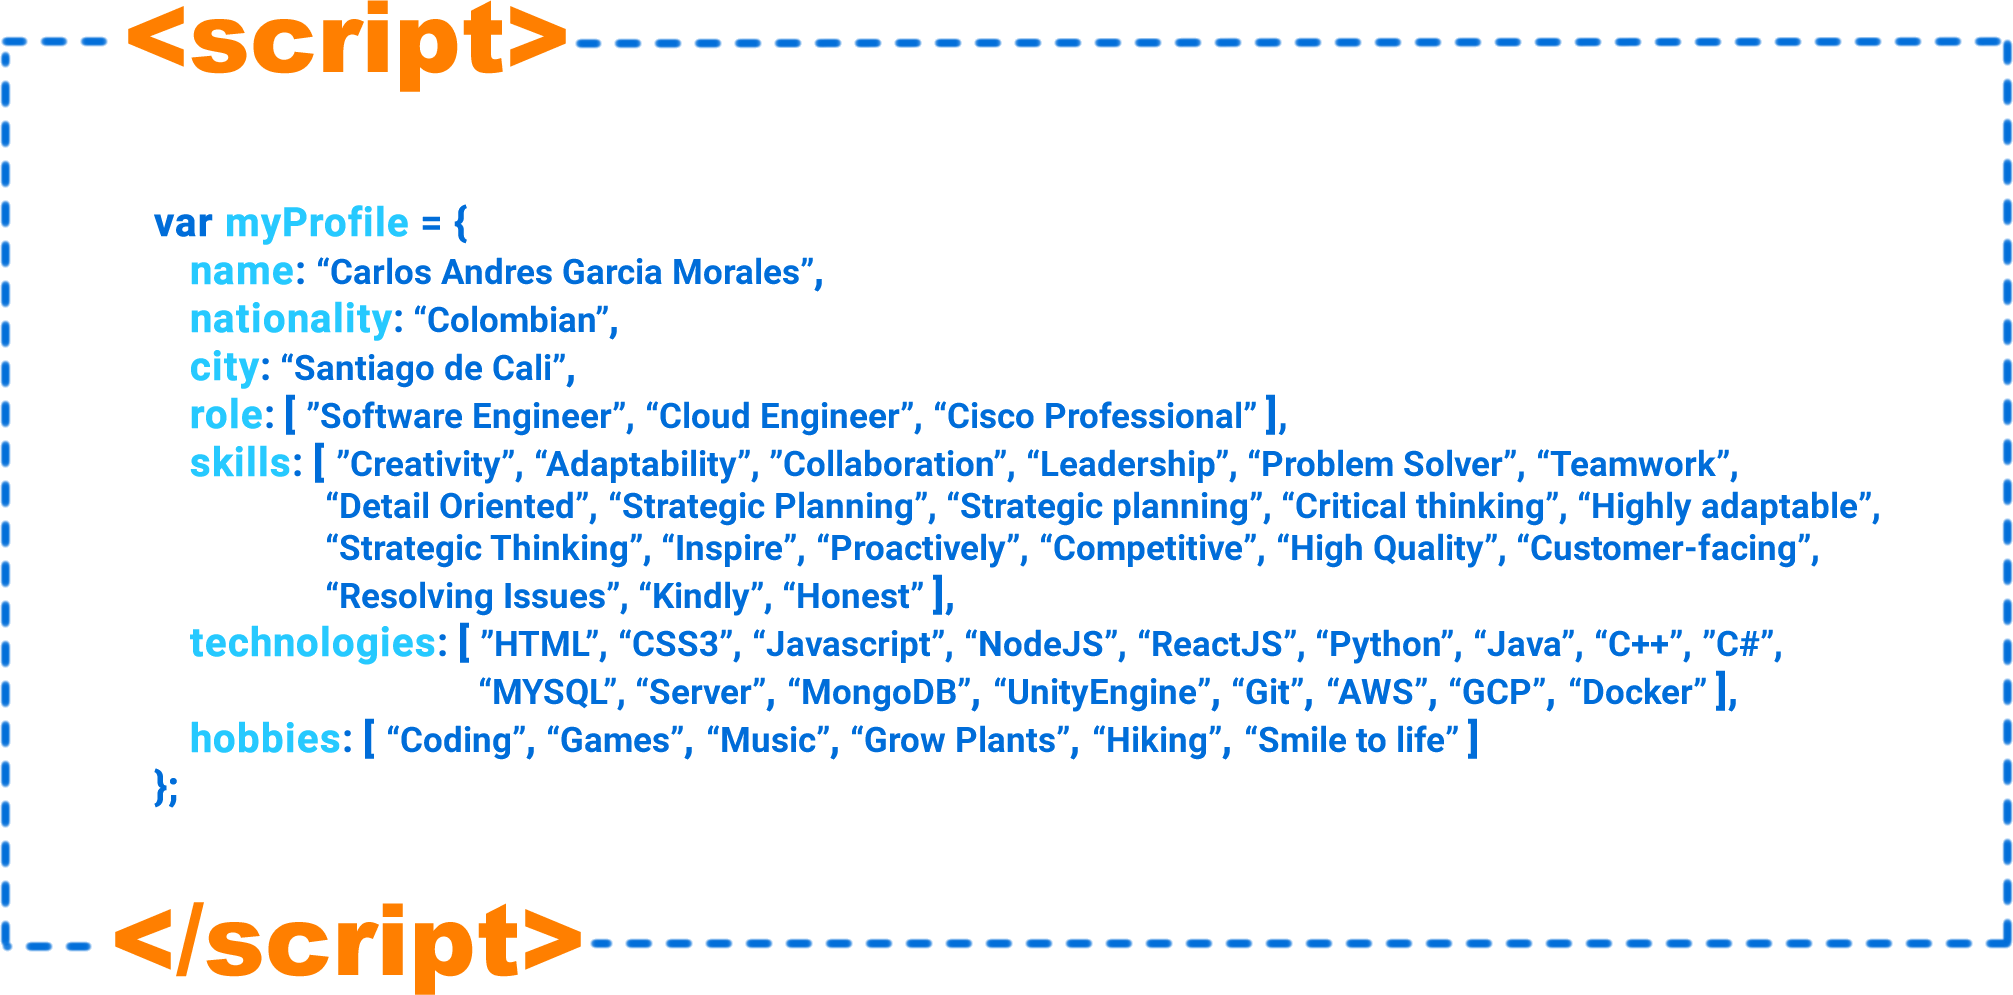 <script>
var myProfile = {
name: “Carlos Andres Garcia Morales”,
nationality: “Colombian”,
city: “Santiago de Cali”,
role: [ ”Software Engineer”, “Cloud Engineer”, “Cisco Professional” ],
skills: [ ”Creativity”, “Adaptability”, ”Collaboration”, “Leadership”, “Problem Solver”, “Teamwork”,
“Detail Oriented”, “Strategic Planning”, “Strategic planning”, “Critical thinking”, “Highly adaptable”,
“Strategic Thinking”, “Inspire”, “Proactively”, “Competitive”, “High Quality”, “Customer-facing”,
“Resolving Issues”, “Kindly”, “Honest” ],
technologies: [ ”HTML”, “CSS3”, “Javascript”, “NodeJS”, “ReactJS”, “Python”, “Java”, “C++”, ”C#”,
“MYSQL”, “Server”, “MongoDB”, “UnityEngine”, “Git”, “AWS”, “GCP”, “Docker” ],
hobbies: [ “Coding”, “Games”, “Music”, “Grow Plants”, “Hiking”, “Smile to life” ]
};
</script>